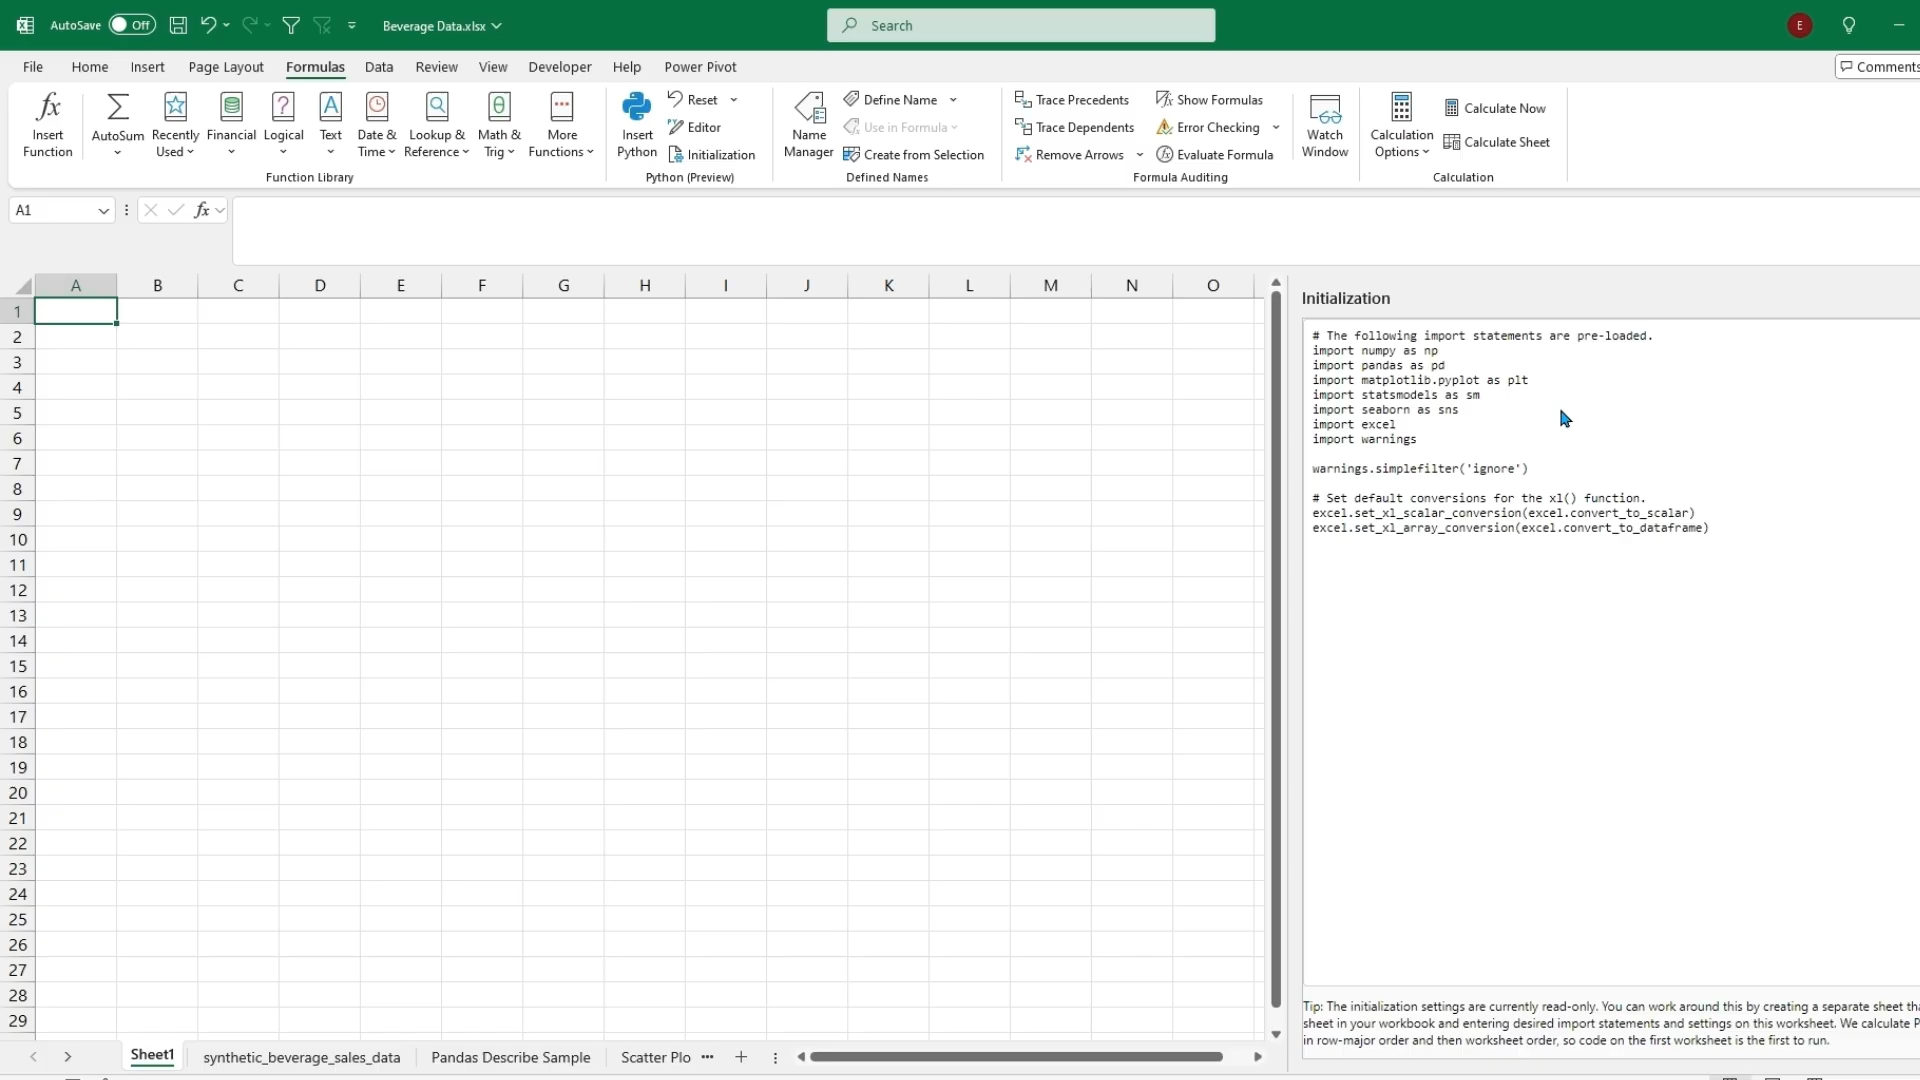 AutoSave Off Beverage Data.xlsx Search E
File Home Insert Page Layout Formulas Data Review View Developer Help Power Pivot Comments
Insert Function
AutoSum
Recently Used
Financial
Logical
Text
Date & Time
Lookup & Reference
Math & Trig
More Functions
Function Library
Insert Python
Reset
Editor
Initialization
Python (Preview)
Name Manager
Define Name
Use in Formula
Create from Selection
Defined Names
Trace Precedents
Trace Dependents
Remove Arrows
Show Formulas
Error Checking
Evaluate Formula
Formula Auditing
Watch Window
Calculation Options
Calculate Now
Calculate Sheet
Calculation
A1 fx
A B C D E F G H I J K L M N O
1
2
3
4
5
6
7
8
9
10
11
12
13
14
15
16
17
18
19
20
21
22
23
24
25
26
27
28
29
Initialization
# The following import statements are pre-loaded.
import numpy as np
import pandas as pd
import matplotlib.pyplot as plt
import statsmodels as sm
import seaborn as sns
import excel
import warnings
warnings.simplefilter('ignore')
# Set default conversions for the xl() function.
excel.set_xl_scalar_conversion(excel.convert_to_scalar)
excel.set_xl_array_conversion(excel.convert_to_dataframe)
Tip: The initialization settings are currently read-only. You can work around this by creating a separate sheet tha
sheet in your workbook and entering desired import statements and settings on this worksheet. We calculate P
in row-major order and then worksheet order, so code on the first worksheet is the first to run.
Sheet1 synthetic_beverage_sales_data Pandas Describe Sample Scatter Plo ...